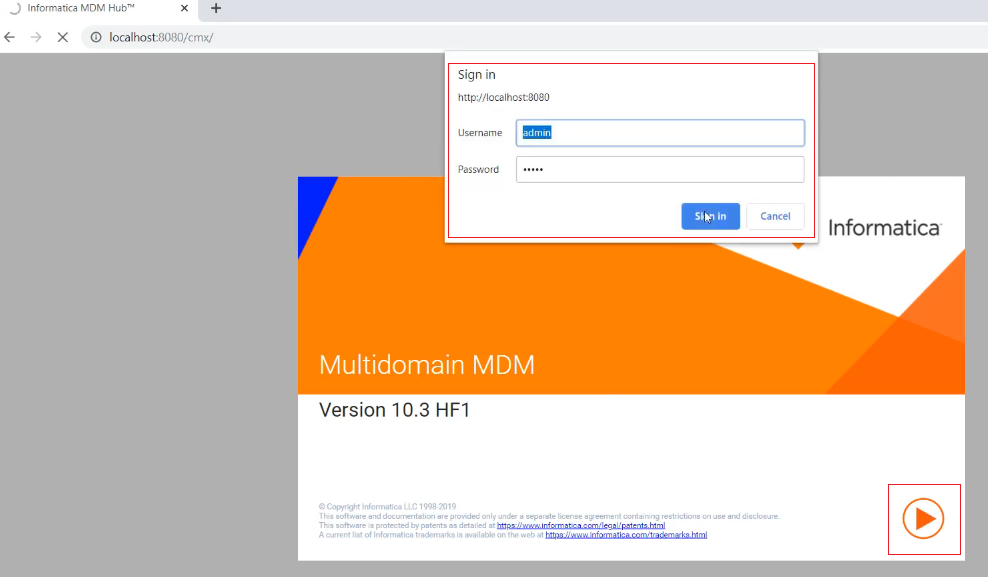 Informatica MDM Hub™
localhost:8080/cmx/
Sign in
http://localhost:8080
Username
admin
Password
•••••
Sign in
Cancel
Informatica
Multidomain MDM
Version 10.3 HF1
© Copyright Informatica LLC 1998-2019
This software and documentation are provided only under a separate license agreement containing restrictions on use and disclosure.
This software is protected by patents as detailed at https://www.informatica.com/legal/patents.html
A current list of Informatica trademarks is available on the web at https://www.informatica.com/trademarks.html